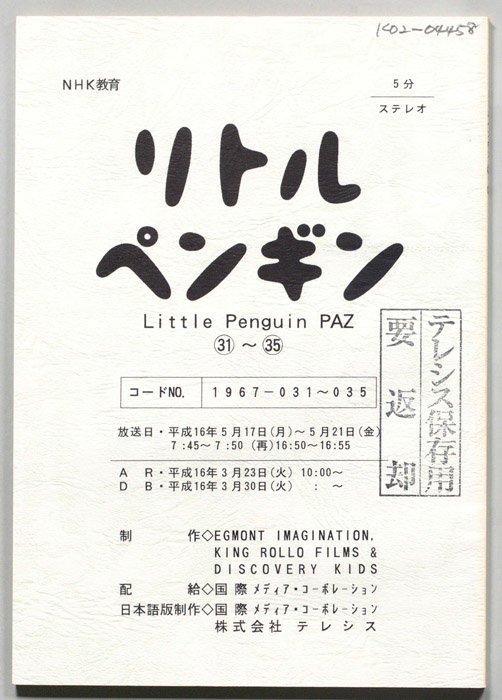 K02-04458
NHK教育
5分
ステレオ
リトル
ペンギン
Little Penguin PAZ
㉛～㉟
コードNO. 1967-031～035
放送日・平成16年5月17日(月)～5月21日(金)
7:45～7:50 (再)16:50～16:55
AR・平成16年3月23日(火) 10:00～
DB・平成16年3月30日(火)　:　～
制作◇EGMONT IMAGINATION,
KING ROLLO FILMS &
DISCOVERY KIDS
配給◇国際メディア・コーポレーション
日本語版制作◇国際メディア・コーポレーション
株式会社テレシス
テレシス保存用
要返却